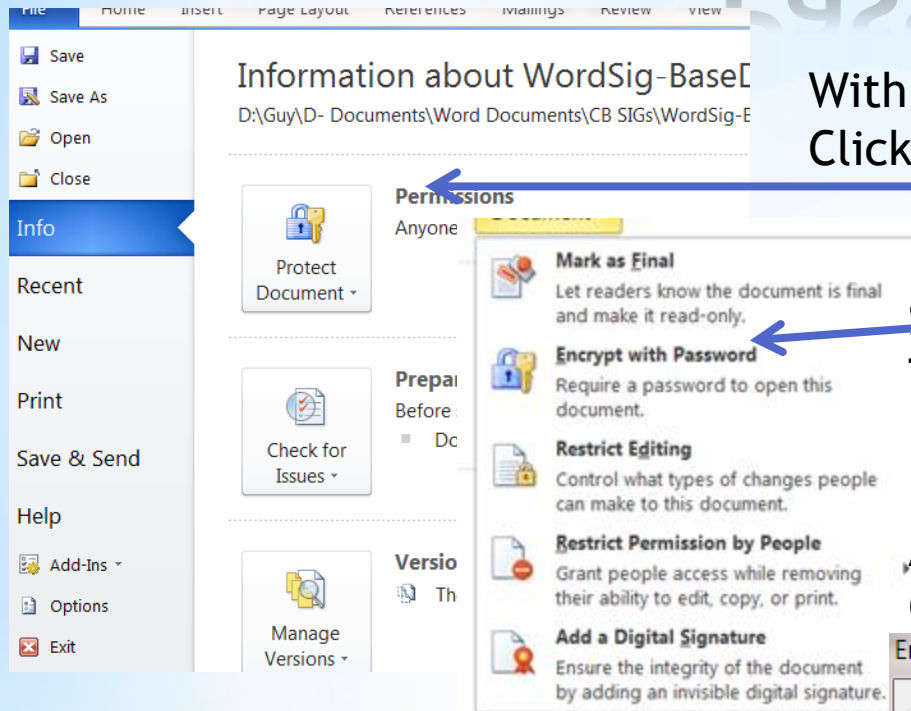 File Home Insert Page Layout References Mailings Review View
Save
Save As
Open
Close
Info
Recent
New
Print
Save & Send
Help
Add-Ins
Options
Exit
Information about WordSig-Base
D:\Guy\D- Documents\Word Documents\CB SIGs\WordSig-
Protect
Document
Permissions
Anyone
Check for
Issues
Prepa
Before
Do
Manage
Versions
Versio
Th
Document
Mark as Final
Let readers know the document is final
and make it read-only.
Encrypt with Password
Require a password to open this
document.
Restrict Editing
Control what types of changes people
can make to this document.
Restrict Permission by People
Grant people access while removing
their ability to edit, copy, or print.
Add a Digital Signature
Ensure the integrity of the document
by adding an invisible digital signature.
With
Click